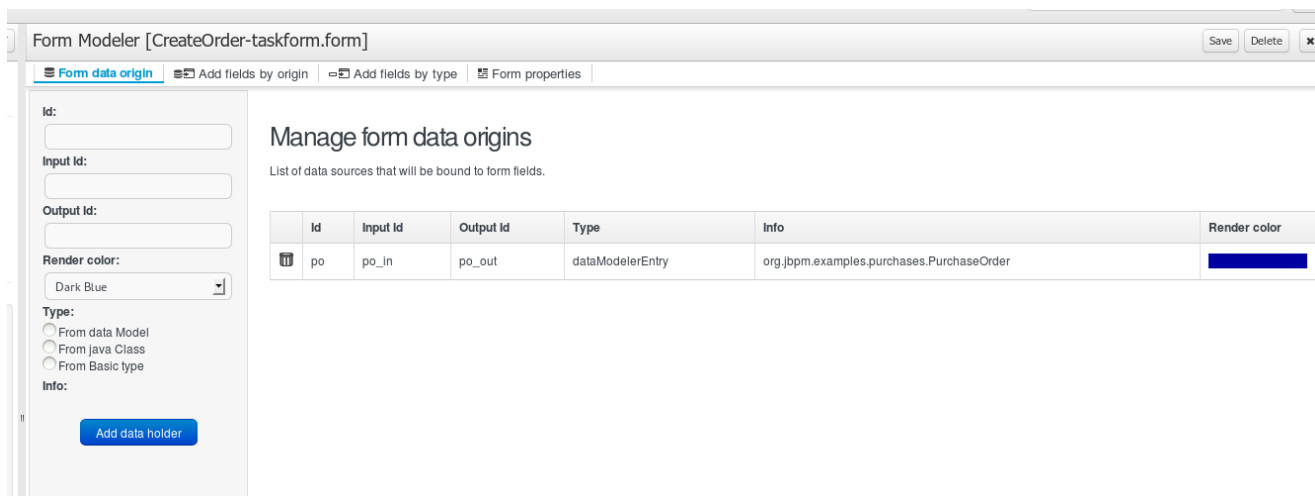 Form Modeler [CreateOrder-taskform.form]
Save Delete x
Form data origin Add fields by origin Add fields by type Form properties
Id:
Input Id:
Output Id:
Render color:
Dark Blue
Type:
From data Model
From java Class
From Basic type
Info:
Add data holder
Manage form data origins
List of data sources that will be bound to form fields.
Id Input Id Output Id Type Info Render color
po po_in po_out dataModelerEntry org.jbpm.examples.purchases.PurchaseOrder